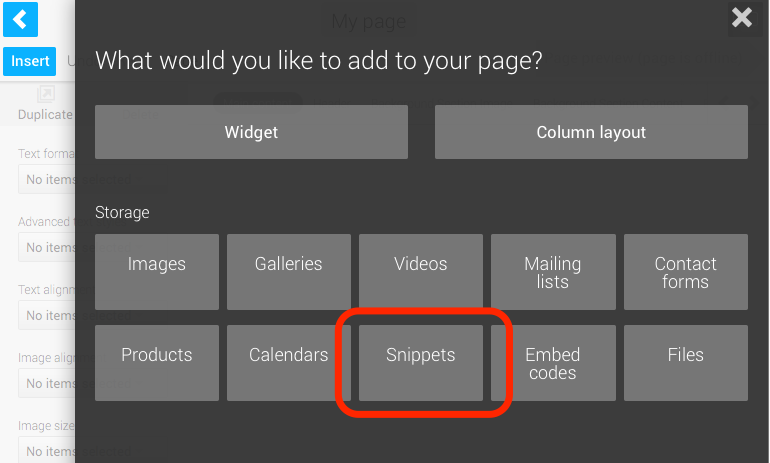 My page
What would you like to add to your page?
Insert
Widget
Column layout
Duplicate
Text forma
No items
Storage
Advanced
No items
Images
Galleries
Videos
Mailing
lists
Contact
forms
Text alignm
No items
Products
Calendars
Snippets
Embed
codes
Files
Image align
No items
Image size
No items